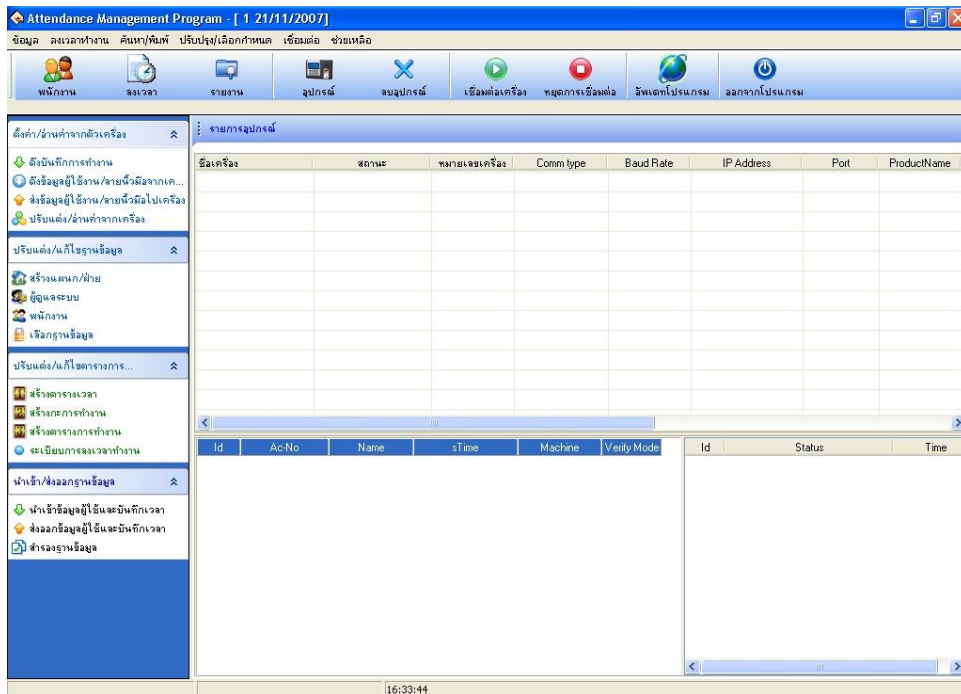 Attendance Management Program - [ 1 21/11/2007]
ข้อมูล ลงเวลาทำงาน ค้นหา/พิมพ์ ปรับปรุง/เลือกกำหนด เชื่อมต่อ ช่วยเหลือ
พนักงาน ลงเวลา รายงาน อุปกรณ์ ลบอุปกรณ์ เชื่อมต่อเครื่อง หยุดการเชื่อมต่อ อัพเดทโปรแกรม ออกจากโปรแกรม
ตั้งค่า/อ่านค่าจากตัวเครื่อง
ดึงบันทึกการทำงาน
ดึงข้อมูลผู้ใช้งาน/ลายนิ้วมือจากเค...
ส่งข้อมูลผู้ใช้งาน/ลายนิ้วมือไปเครื่อง
ปรับแต่ง/อ่านค่าจากเครื่อง
ปรับแต่ง/แก้ไขฐานข้อมูล
สร้างแผนก/ฝ่าย
ผู้ดูแลระบบ
พนักงาน
เลือกฐานข้อมูล
ปรับแต่ง/แก้ไขตารางการ...
สร้างตารางเวลา
สร้างกะการทำงาน
สร้างตารางการทำงาน
ระเบียบการลงเวลาทำงาน
นำเข้า/ส่งออกฐานข้อมูล
นำเข้าข้อมูลผู้ใช้และบันทึกเวลา
ส่งออกข้อมูลผู้ใช้และบันทึกเวลา
สำรองฐานข้อมูล
รายการอุปกรณ์
ชื่อเครื่อง สถานะ หมายเลขเครื่อง Comm type Baud Rate IP Address Port ProductName
Id Ac-No Name sTime Machine Verify Mode
Id Status Time
16:33:44